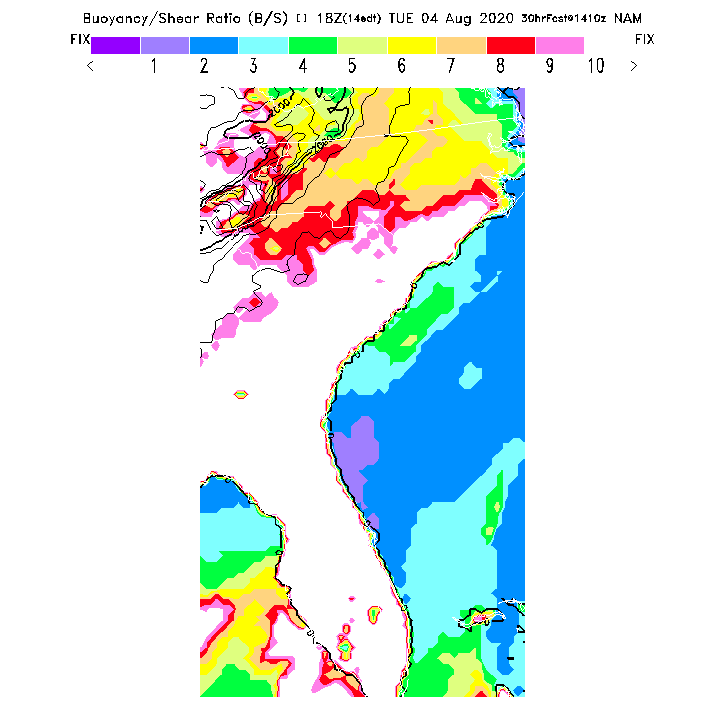 Buoyancy/Shear Ratio (B/S) [] 18Z(14edt) TUE 04 Aug 2020 30hrFcst@1410z NAM
FIX FIX
< 1 2 3 4 5 6 7 8 9 10 >